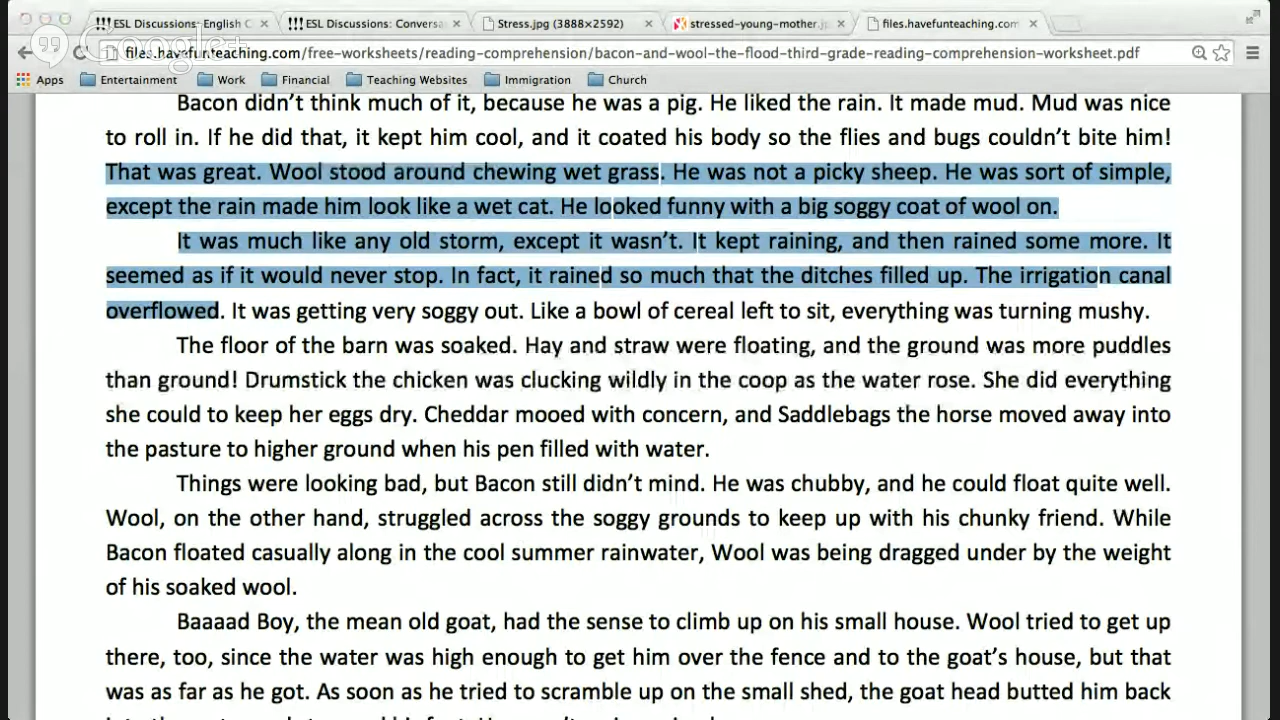 !!! ESL Discussions: English C
!!! ESL Discussions: Conversa
Stress.jpg (3888×2592)
stressed-young-mother.j
files.havefunteaching.com
Google+
files.havefunteaching.com/free-worksheets/reading-comprehension/bacon-and-wool-the-flood-third-grade-reading-comprehension-worksheet.pdf
Apps Entertainment Work Financial Teaching Websites Immigration Church
Bacon didn't think much of it, because he was a pig. He liked the rain. It made mud. Mud was nice
to roll in. If he did that, it kept him cool, and it coated his body so the flies and bugs couldn't bite him!
That was great. Wool stood around chewing wet grass. He was not a picky sheep. He was sort of simple,
except the rain made him look like a wet cat. He looked funny with a big soggy coat of wool on.
It was much like any old storm, except it wasn't. It kept raining, and then rained some more. It
seemed as if it would never stop. In fact, it rained so much that the ditches filled up. The irrigation canal
overflowed. It was getting very soggy out. Like a bowl of cereal left to sit, everything was turning mushy.
The floor of the barn was soaked. Hay and straw were floating, and the ground was more puddles
than ground! Drumstick the chicken was clucking wildly in the coop as the water rose. She did everything
she could to keep her eggs dry. Cheddar mooed with concern, and Saddlebags the horse moved away into
the pasture to higher ground when his pen filled with water.
Things were looking bad, but Bacon still didn't mind. He was chubby, and he could float quite well.
Wool, on the other hand, struggled across the soggy grounds to keep up with his chunky friend. While
Bacon floated casually along in the cool summer rainwater, Wool was being dragged under by the weight
of his soaked wool.
Baaaad Boy, the mean old goat, had the sense to climb up on his small house. Wool tried to get up
there, too, since the water was high enough to get him over the fence and to the goat's house, but that
was as far as he got. As soon as he tried to scramble up on the small shed, the goat head butted him back